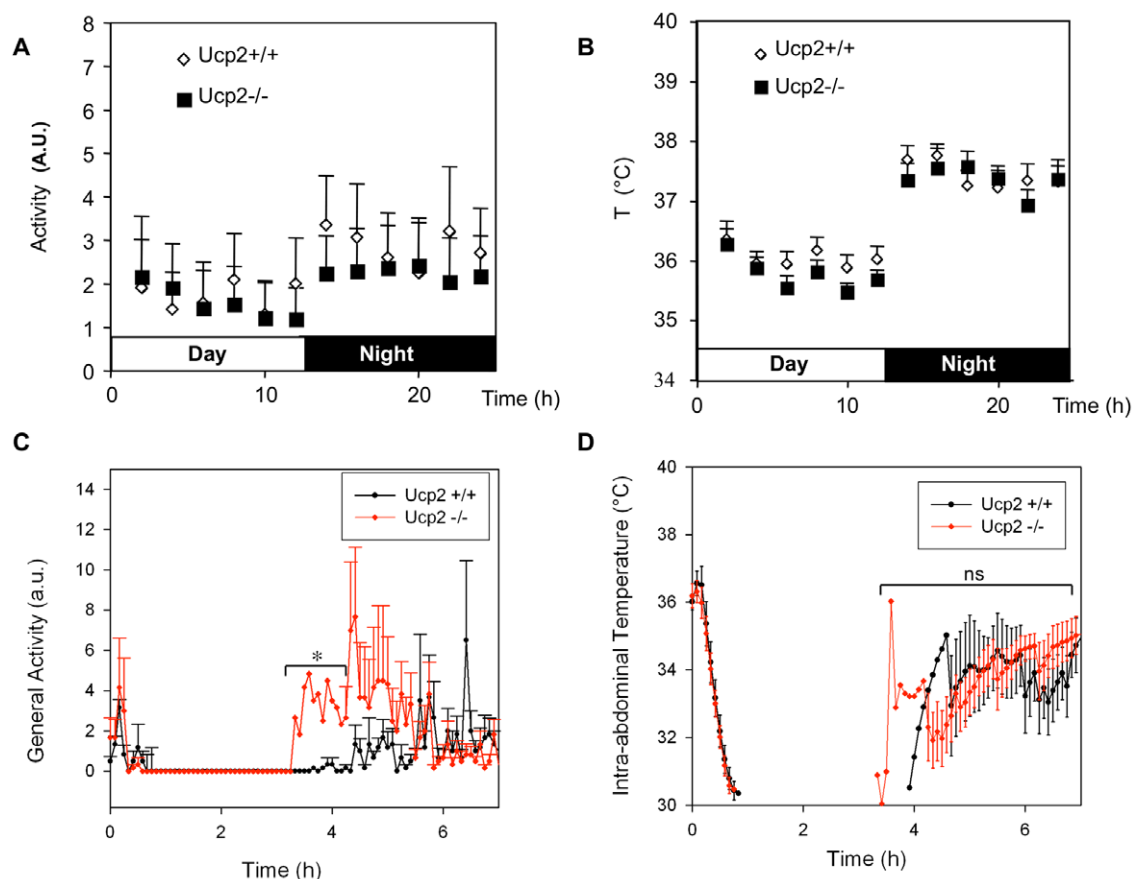 A
Activity (A.U.)
8
7
6
5
4
3
2
1
0
Ucp2+/+
Ucp2-/-
Day
Night
0
10
20
Time (h)
B
T (°C)
40
39
38
37
36
35
34
Ucp2+/+
Ucp2-/-
Day
Night
0
10
20
Time (h)
C
General Activity (a.u.)
14
12
10
8
6
4
2
0
Ucp2 +/+
Ucp2 -/-
*
0
2
4
6
Time (h)
D
Intra-abdominal Temperature (°C)
40
38
36
34
32
30
Ucp2 +/+
Ucp2 -/-
ns
0
2
4
6
Time (h)